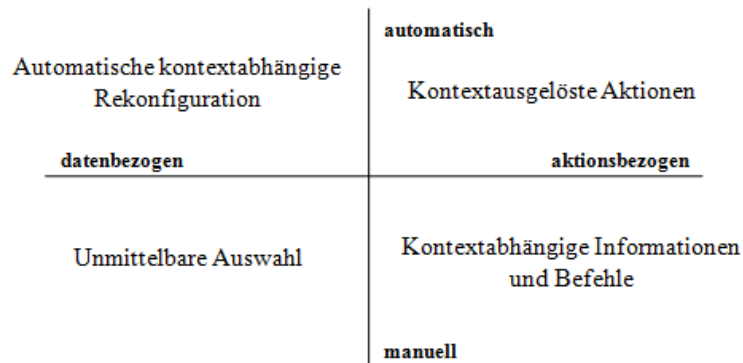 automatisch
Automatische kontextabhängige
Rekonfiguration
Kontextausgelöste Aktionen
datenbezogen
aktionsbezogen
Unmittelbare Auswahl
Kontextabhängige Informationen
und Befehle
manuell